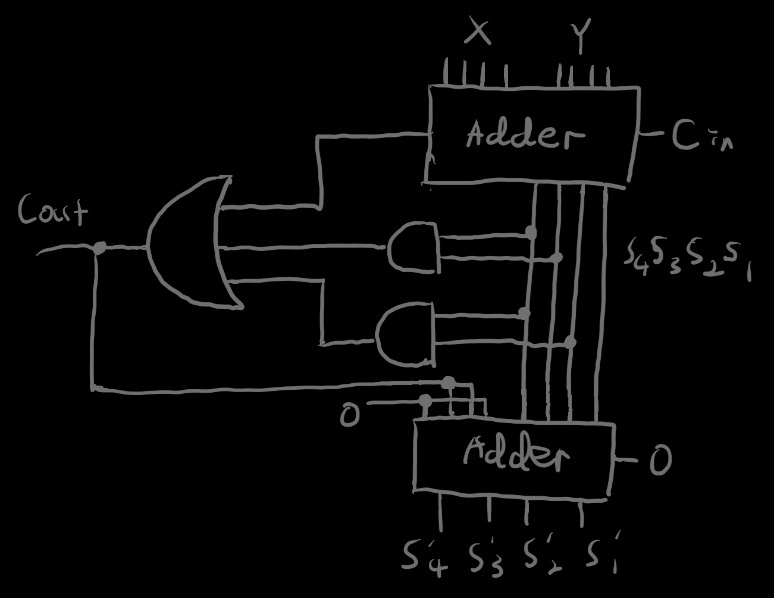 X Y
Adder Cin
Cout
S4S3S2S1
0
Adder 0
S'4 S'3 S'2 S'1